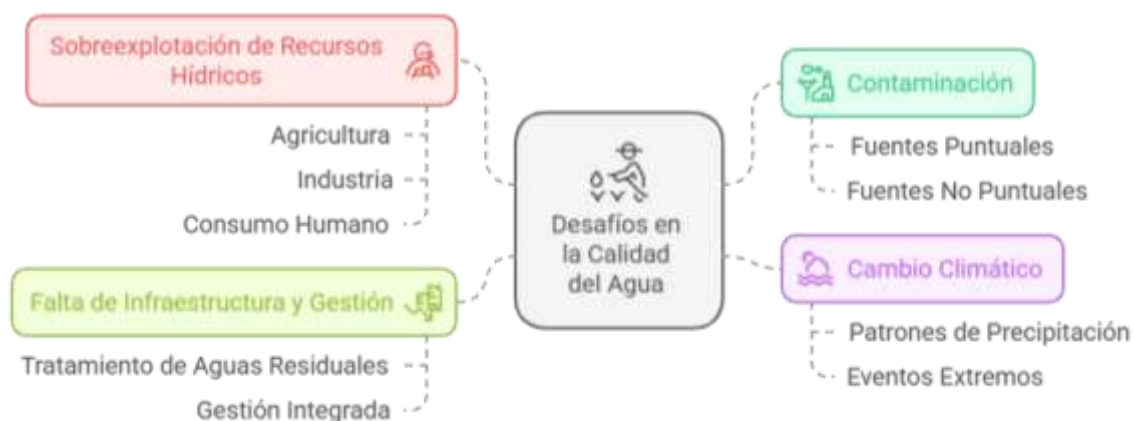 Sobreexplotación de Recursos
Hídricos
Agricultura
Industria
Consumo Humano
Falta de Infraestructura y Gestión
Tratamiento de Aguas Residuales
Gestión Integrada
Desafíos en
la Calidad
del Agua
Contaminación
Fuentes Puntuales
Fuentes No Puntuales
Cambio Climático
Patrones de Precipitación
Eventos Extremos